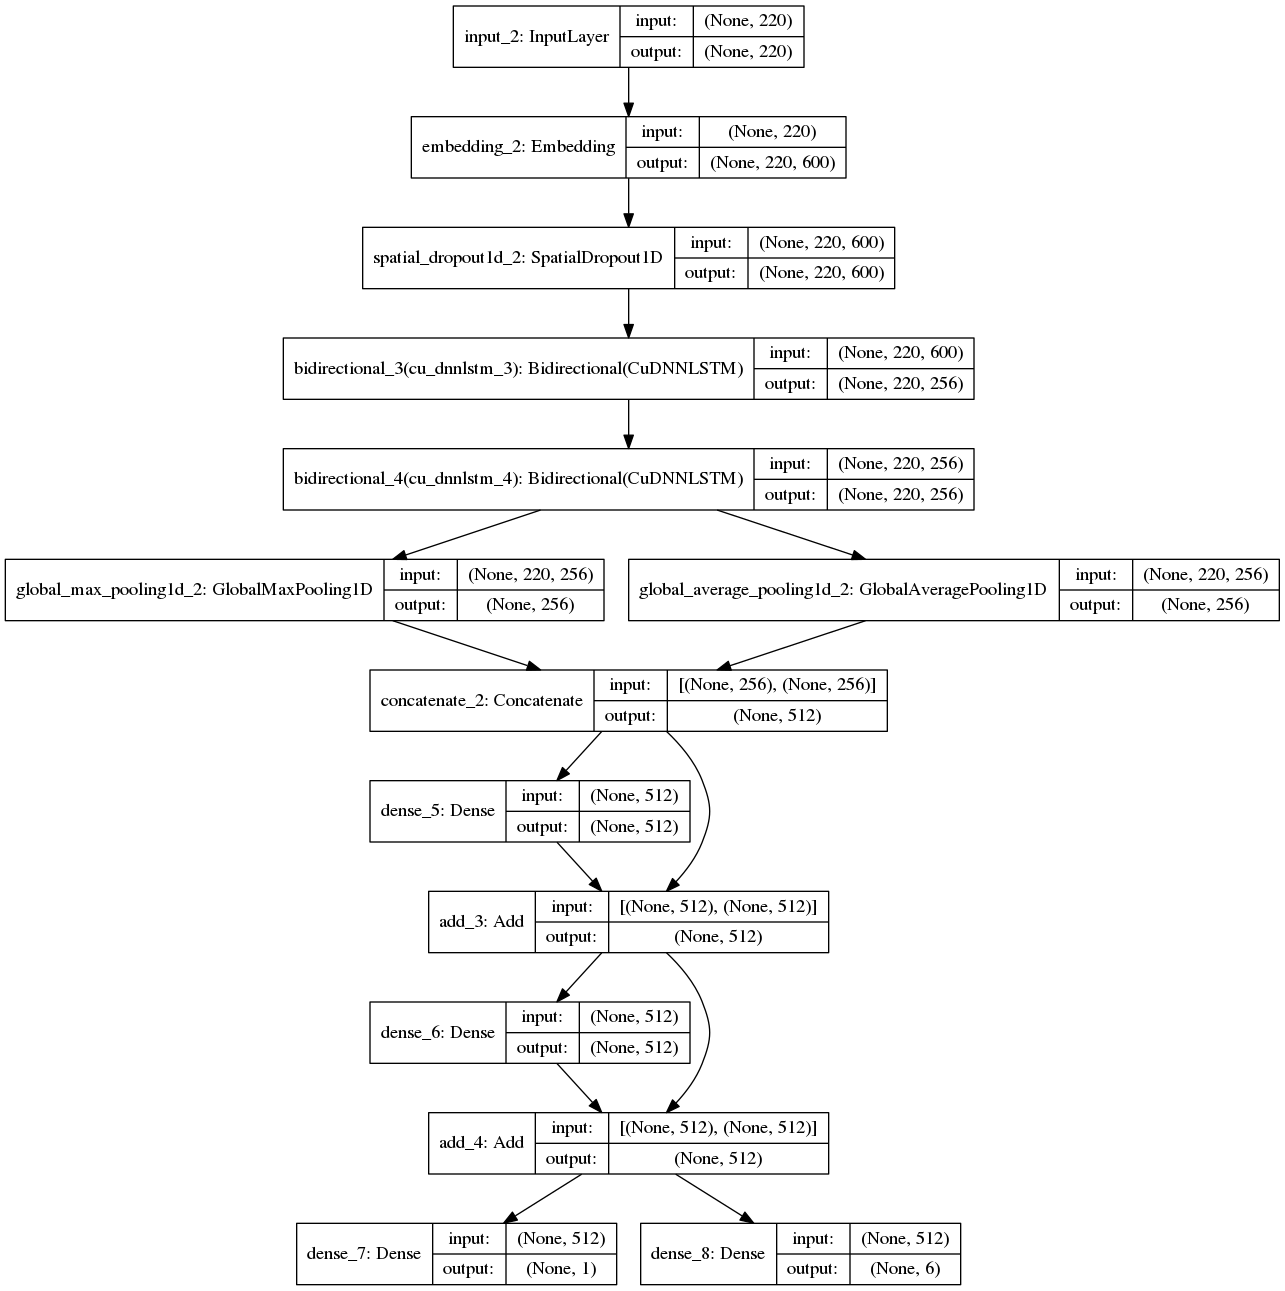 input_2: InputLayer
input: (None, 220)
output: (None, 220)
embedding_2: Embedding
input: (None, 220)
output: (None, 220, 600)
spatial_dropout1d_2: SpatialDropout1D
input: (None, 220, 600)
output: (None, 220, 600)
bidirectional_3(cu_dnnlstm_3): Bidirectional(CuDNNLSTM)
input: (None, 220, 600)
output: (None, 220, 256)
bidirectional_4(cu_dnnlstm_4): Bidirectional(CuDNNLSTM)
input: (None, 220, 256)
output: (None, 220, 256)
global_max_pooling1d_2: GlobalMaxPooling1D
input: (None, 220, 256)
output: (None, 256)
global_average_pooling1d_2: GlobalAveragePooling1D
input: (None, 220, 256)
output: (None, 256)
concatenate_2: Concatenate
input: [(None, 256), (None, 256)]
output: (None, 512)
dense_5: Dense
input: (None, 512)
output: (None, 512)
add_3: Add
input: [(None, 512), (None, 512)]
output: (None, 512)
dense_6: Dense
input: (None, 512)
output: (None, 512)
add_4: Add
input: [(None, 512), (None, 512)]
output: (None, 512)
dense_7: Dense
input: (None, 512)
output: (None, 1)
dense_8: Dense
input: (None, 512)
output: (None, 6)